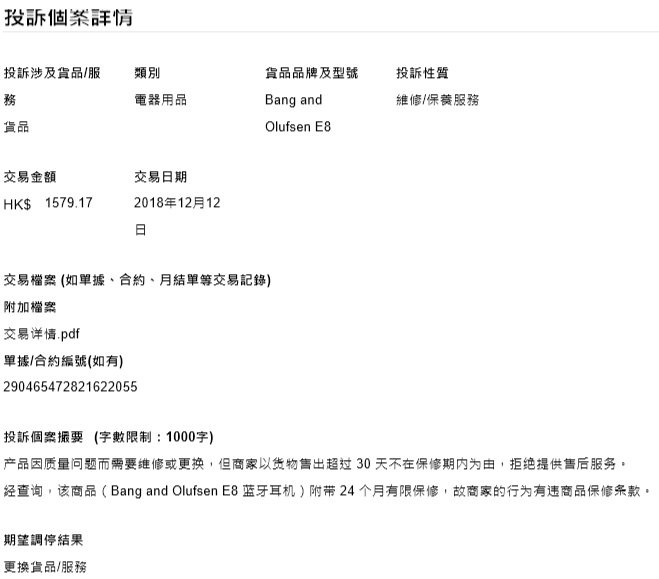 投訴個案詳情
投訴涉及貨品/服務
貨品
類別
電器用品
貨品品牌及型號
Bang and
Olufsen E8
投訴性質
維修/保養服務
交易金額
HK$ 1579.17
交易日期
2018年12月12
日
交易檔案 (如單據、合約、月結單等交易記錄)
附加檔案
交易详情.pdf
單據/合約編號(如有)
290465472821622055
投訴個案撮要 (字數限制：1000字)
产品因质量问题而需要维修或更换，但商家以货物售出超过 30 天不在保修期内为由，拒绝提供售后服务。
经查询，该商品（Bang and Olufsen E8 蓝牙耳机）附带 24 个月有限保修，故商家的行为有违商品保修条款。
期望調停結果
更換貨品/服務